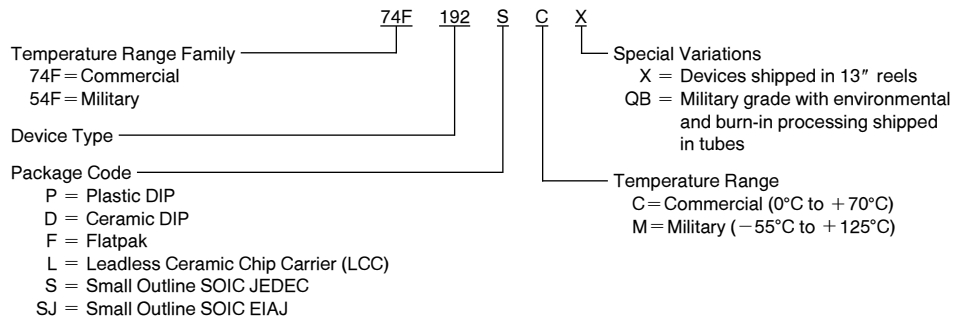 74F 192 S C X
Temperature Range Family
74F = Commercial
54F = Military
Device Type
Package Code
P = Plastic DIP
D = Ceramic DIP
F = Flatpak
L = Leadless Ceramic Chip Carrier (LCC)
S = Small Outline SOIC JEDEC
SJ = Small Outline SOIC EIAJ
Special Variations
X = Devices shipped in 13″ reels
QB = Military grade with environmental
and burn-in processing shipped
in tubes
Temperature Range
C = Commercial (0°C to +70°C)
M = Military (−55°C to +125°C)